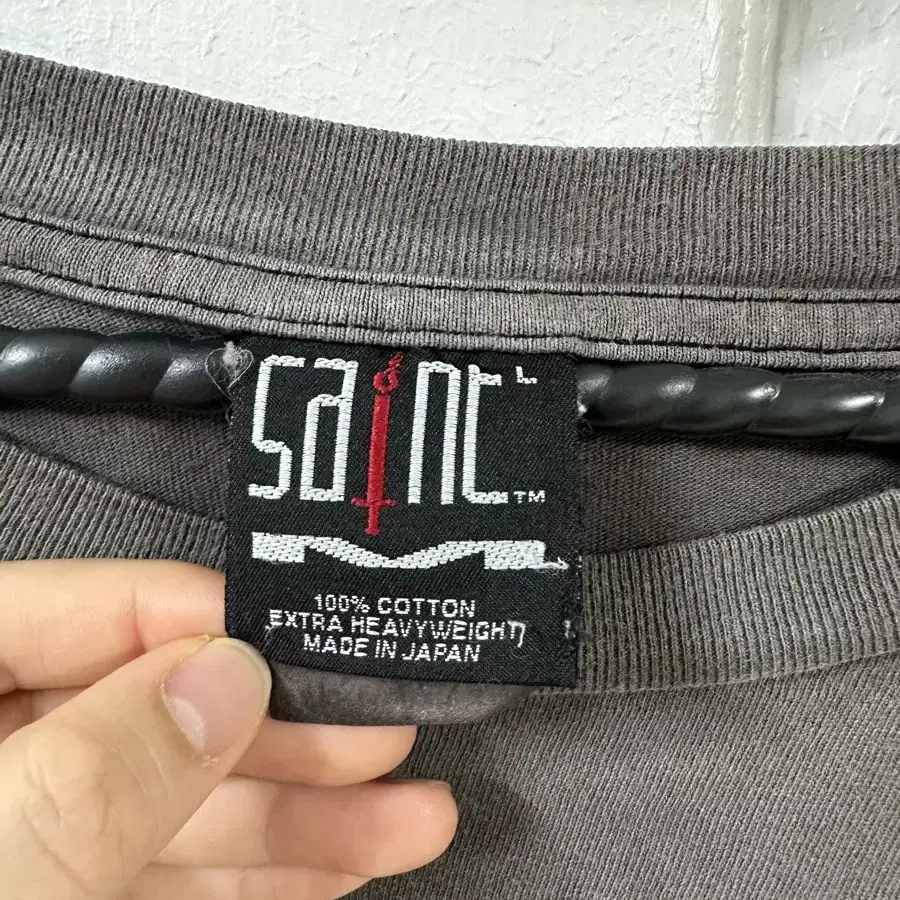 saint L
TM
100% COTTON
EXTRA HEAVYWEIGHT
MADE IN JAPAN